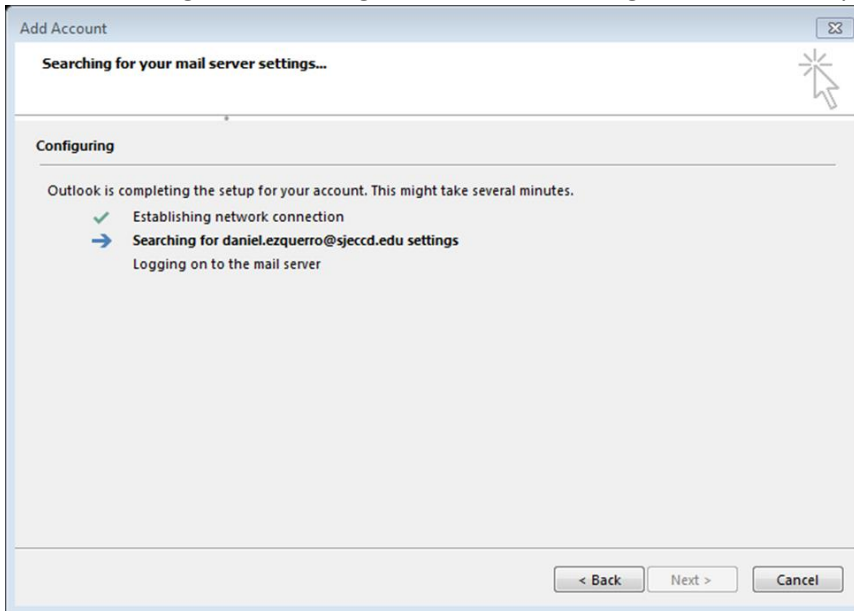 Add Account
Searching for your mail server settings...
Configuring
Outlook is completing the setup for your account. This might take several minutes.
Establishing network connection
Searching for daniel.ezquerro@sjeccd.edu settings
Logging on to the mail server
< Back Next > Cancel